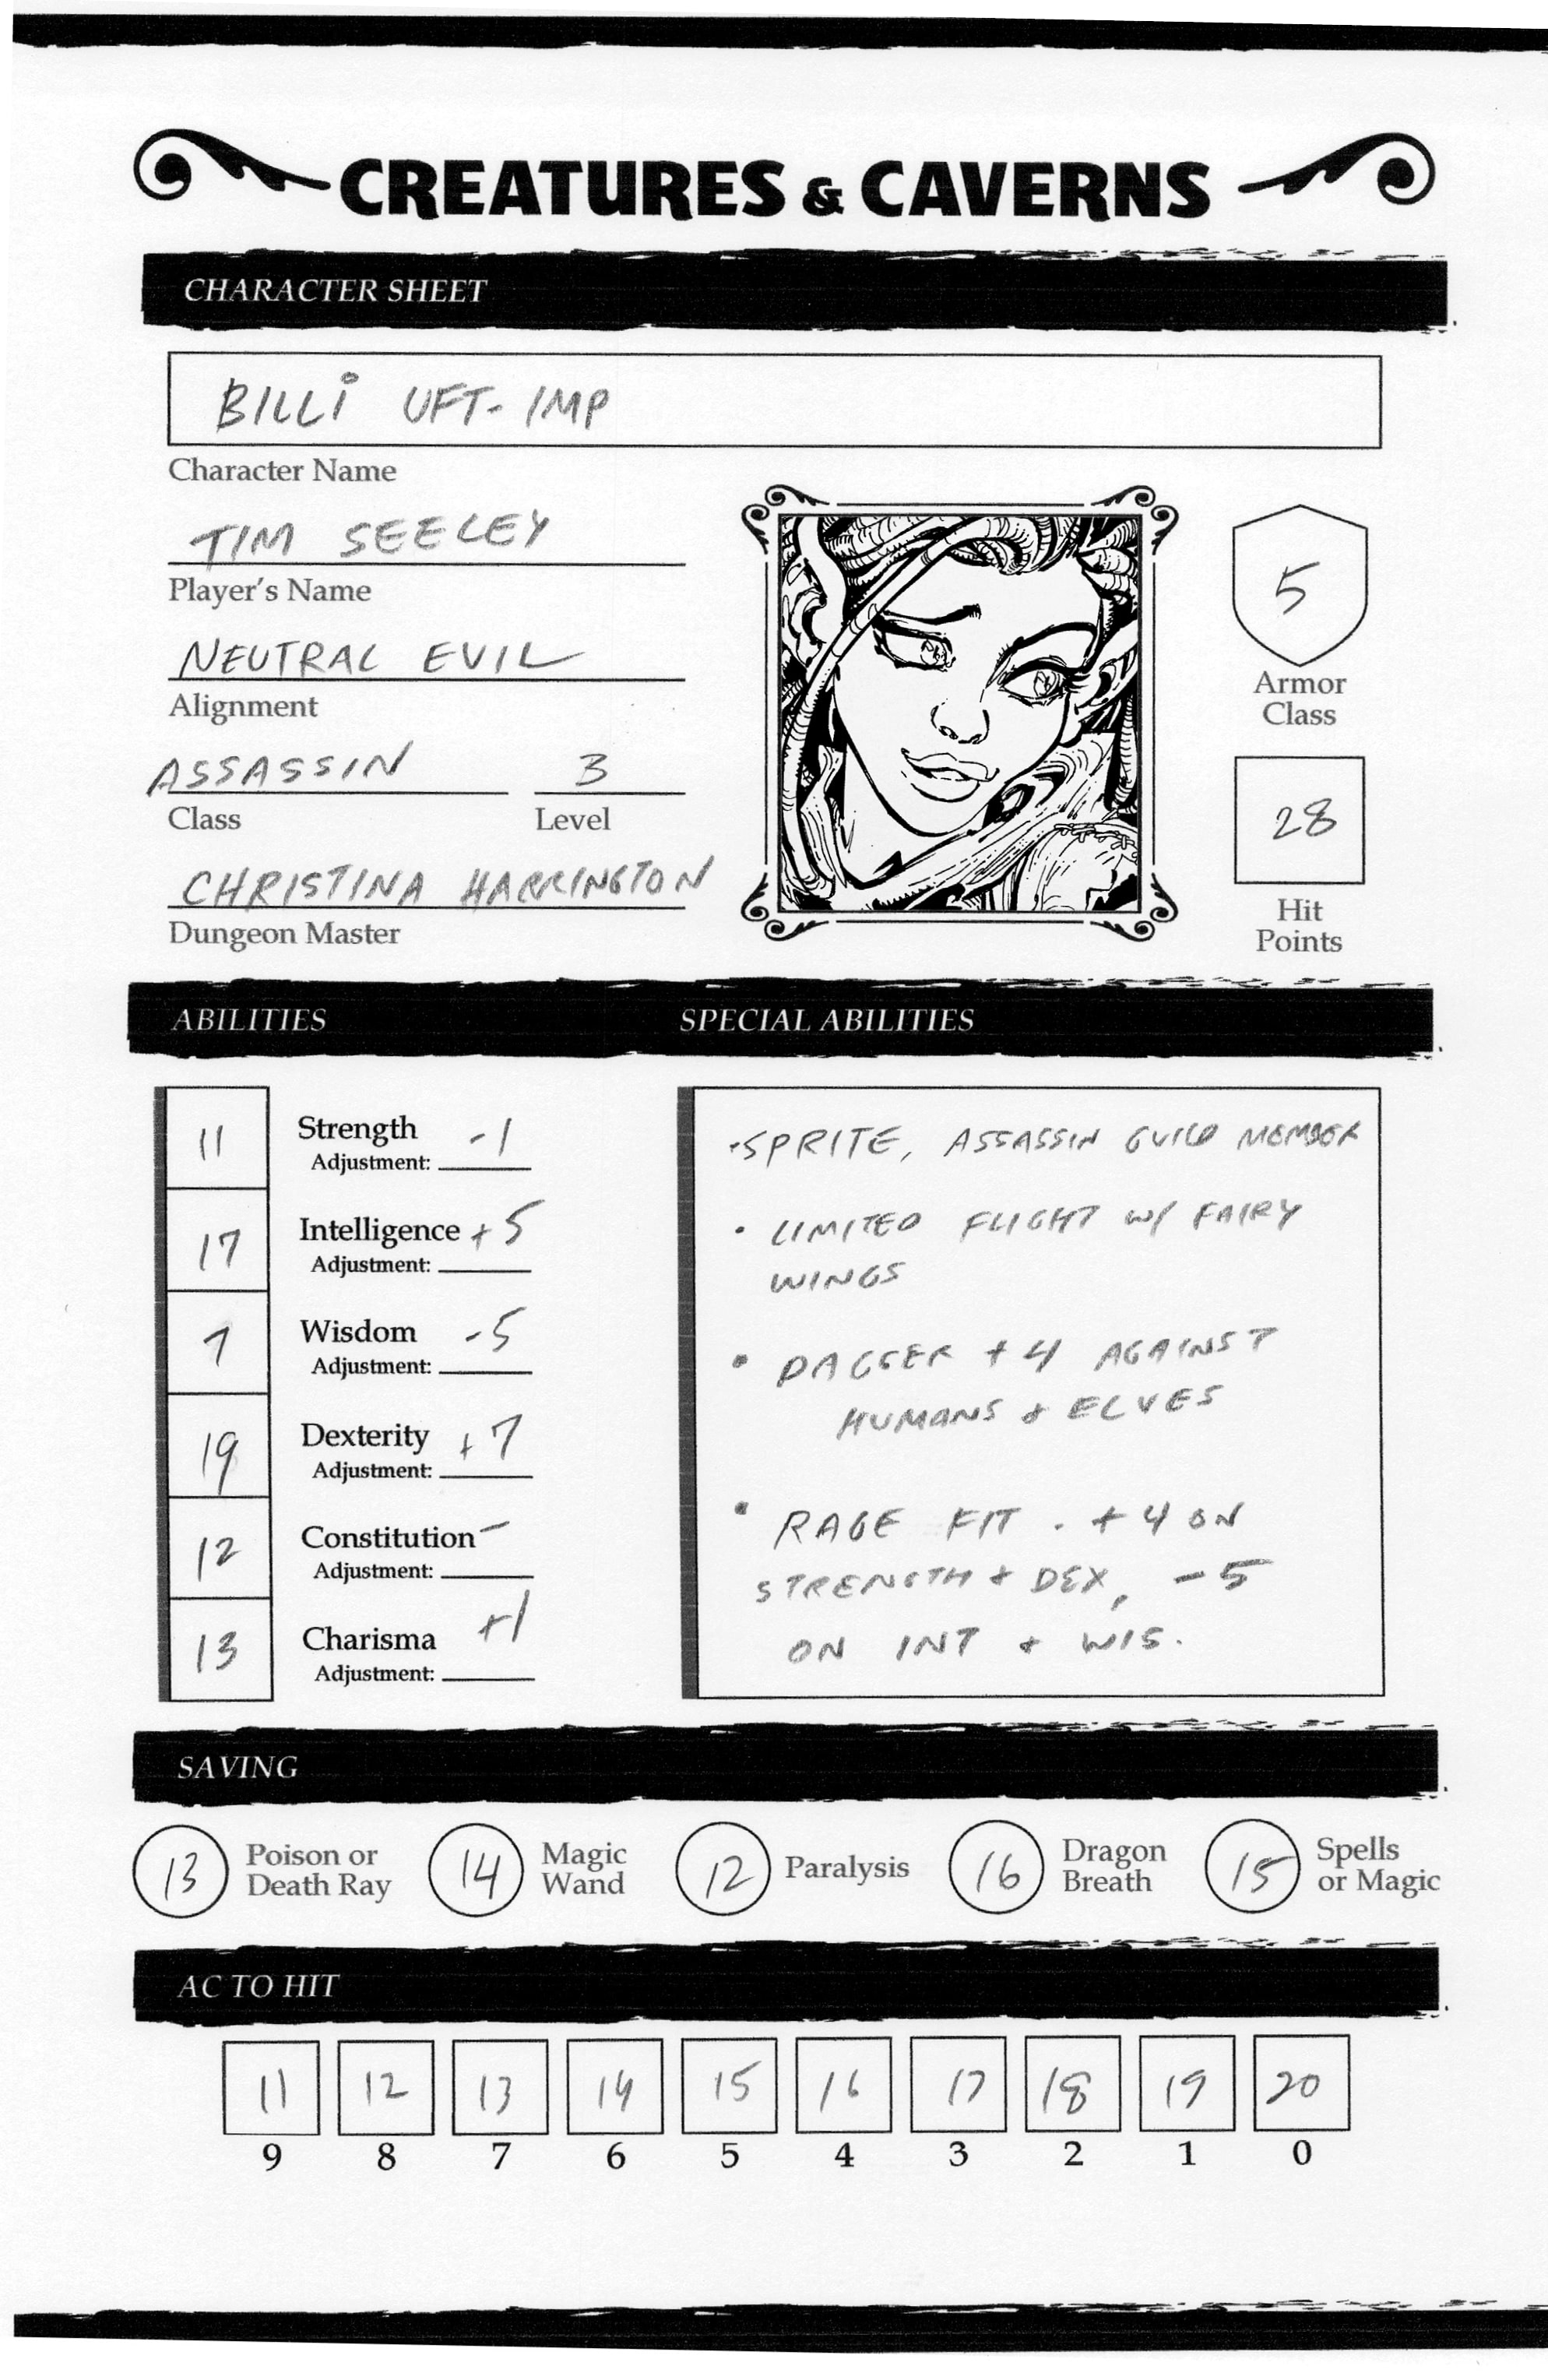 CREATURES & CAVERNS
CHARACTER SHEET
BILLI UFT-IMP
Character Name
TIM SEELEY
Player's Name
NEUTRAL EVIL
Alignment
ASSASSIN 3
Class Level
CHRISTINA HARRINGTON
Dungeon Master
5
Armor
Class
28
Hit
Points
ABILITIES SPECIAL ABILITIES
11 Strength -1
Adjustment:
17 Intelligence +5
Adjustment:
7 Wisdom -5
Adjustment:
19 Dexterity +7
Adjustment:
12 Constitution -
Adjustment:
13 Charisma +1
Adjustment:
•SPRITE, ASSASSIN GUILD MEMBER
• LIMITED FLIGHT W/ FAIRY
WINGS
• DAGGER +4 AGAINST
HUMANS & ELVES
• RAGE FIT. +4 ON
STRENGTH & DEX, -5
ON INT & WIS.
SAVING
13 Poison or
Death Ray
14 Magic
Wand
12 Paralysis
16 Dragon
Breath
15 Spells
or Magic
AC TO HIT
11 12 13 14 15 16 17 18 19 20
9 8 7 6 5 4 3 2 1 0